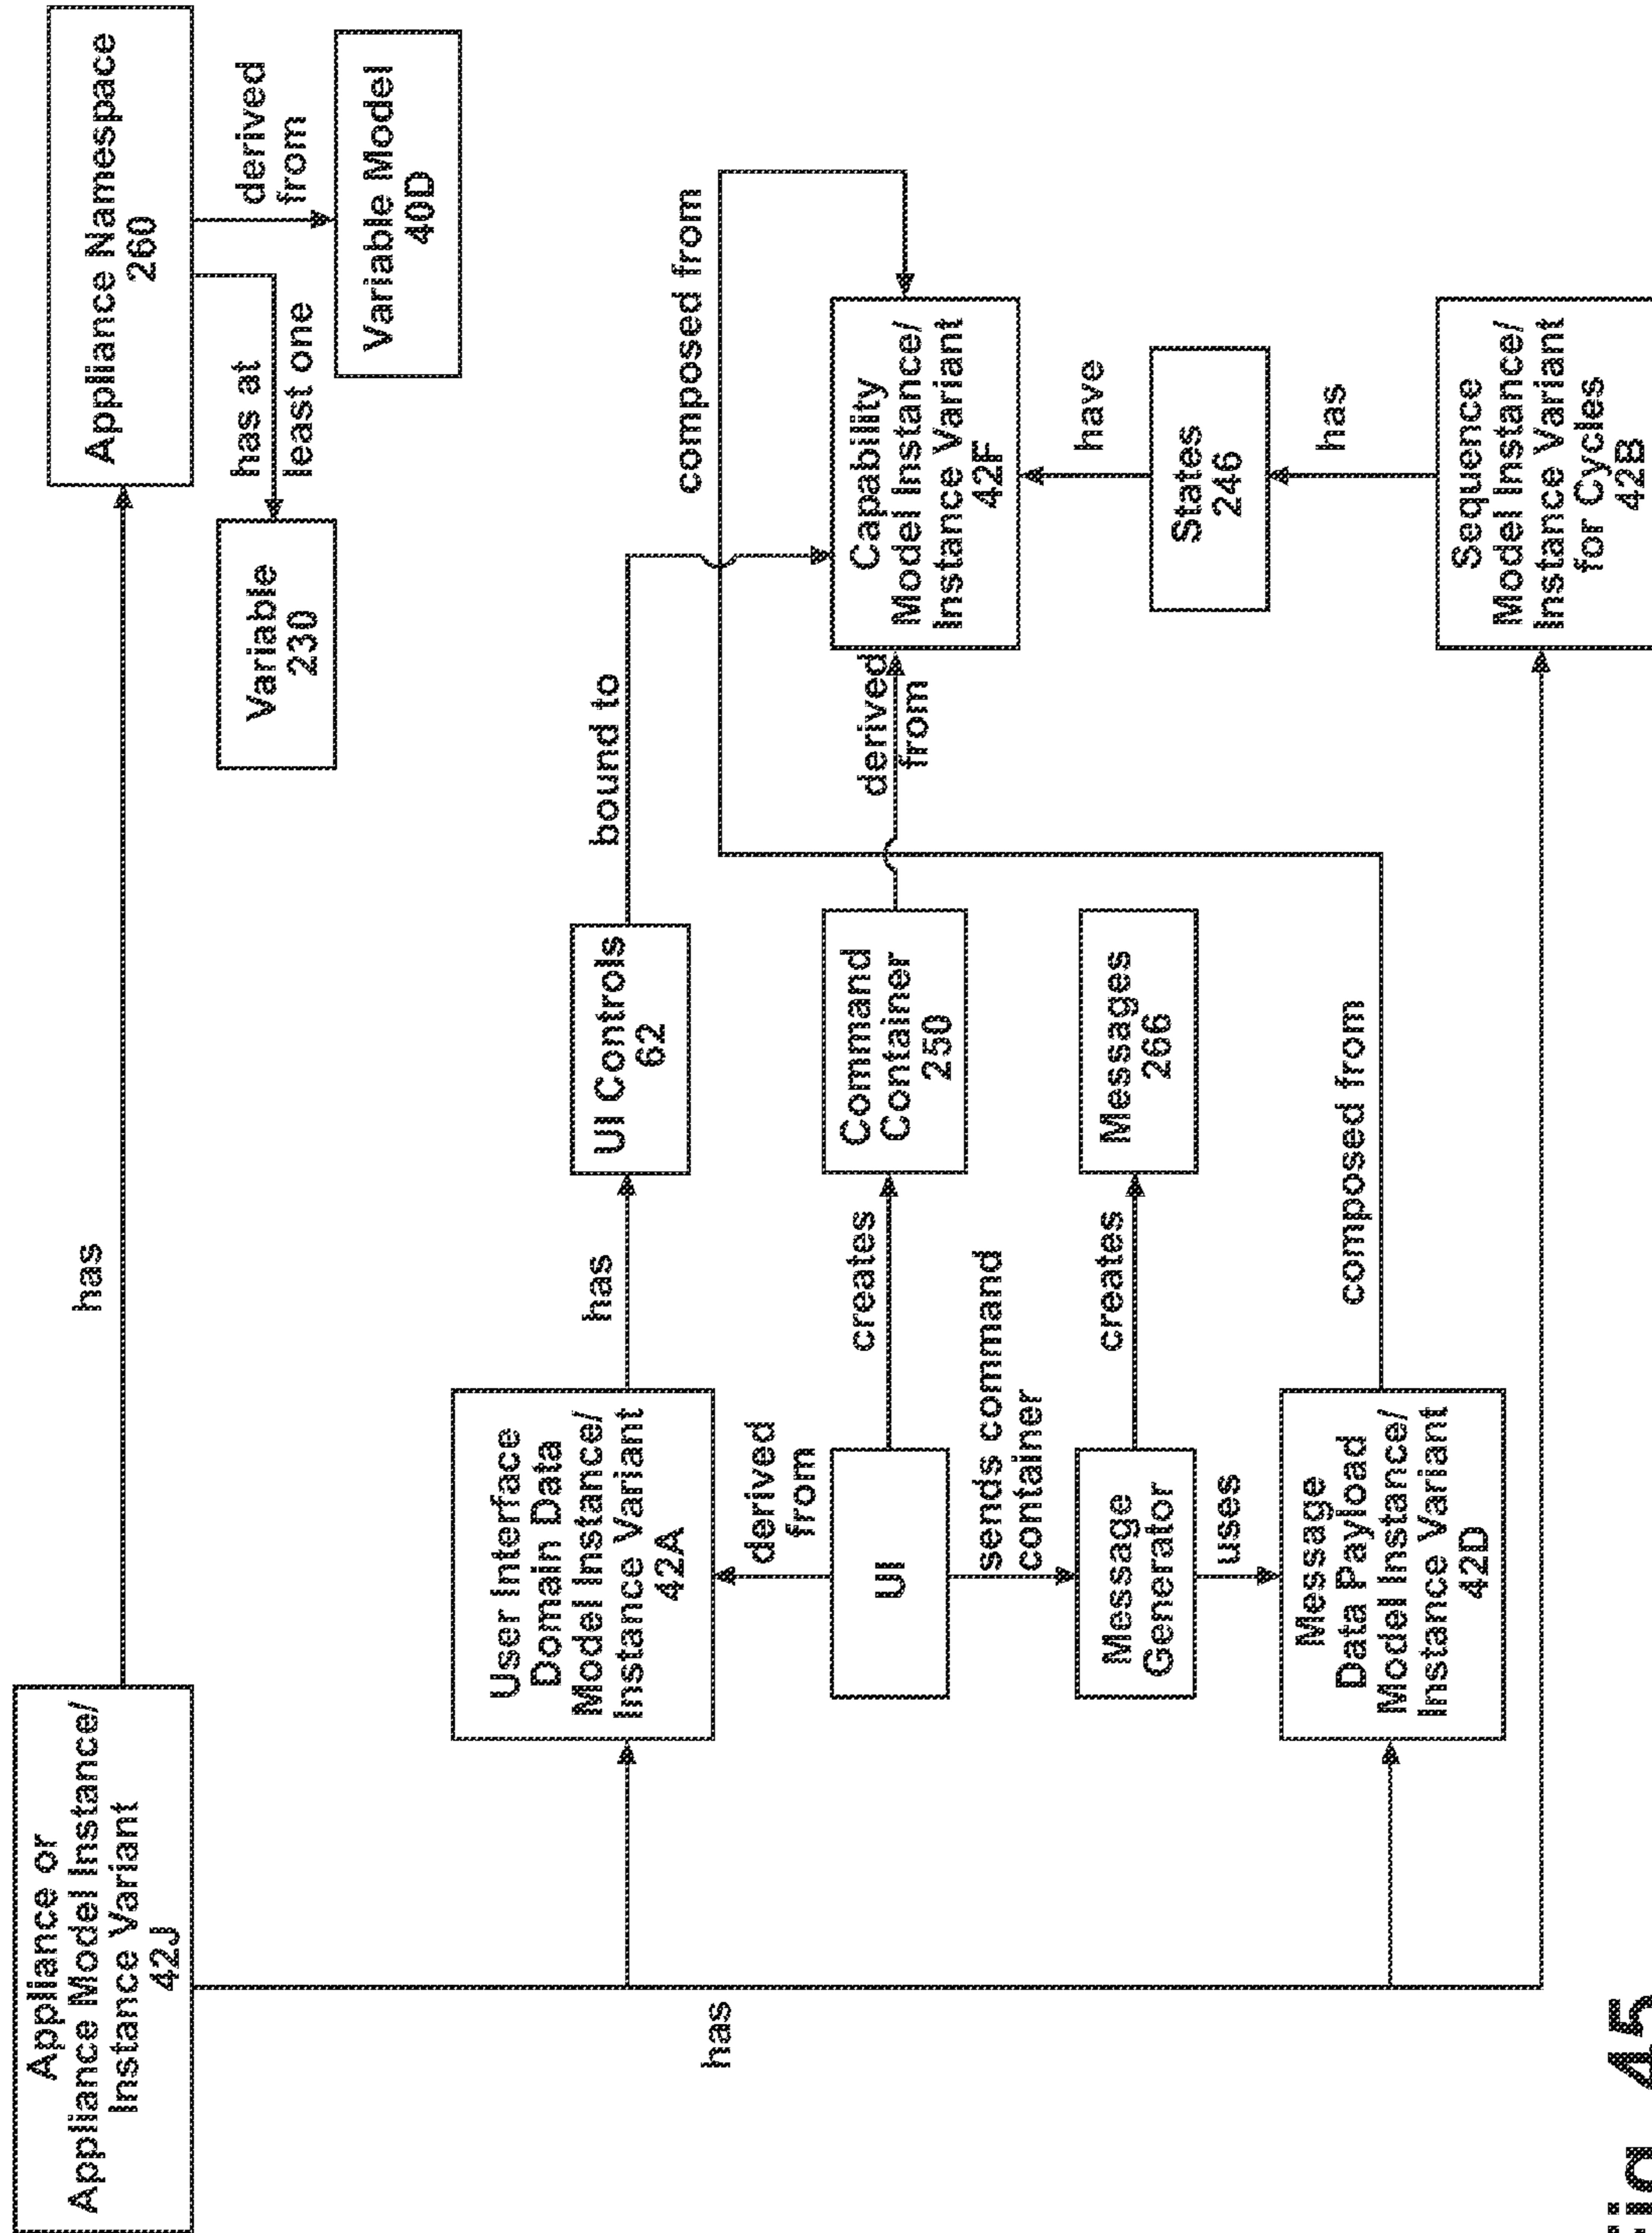 Appliance or
Appliance Model Instance/
Instance Variant
42J
has
Appliance Namespace
260
has at
least one
derived
from
Variable
230
Variable Model
40D
has
User Interface
Domain Data
Model Instance/
Instance Variant
42A
has
UI Controls
62
bound to
composed from
derived
from
UI
creates
Command
Container
250
derived
from
Capability
Model Instance/
Instance Variant
42F
sends command
container
have
Message
Generator
creates
Messages
266
States
246
uses
has
Message
Data Payload
Model Instance/
Instance Variant
42D
composed from
Sequence
Model Instance/
Instance Variant
for Cycles
42B
45